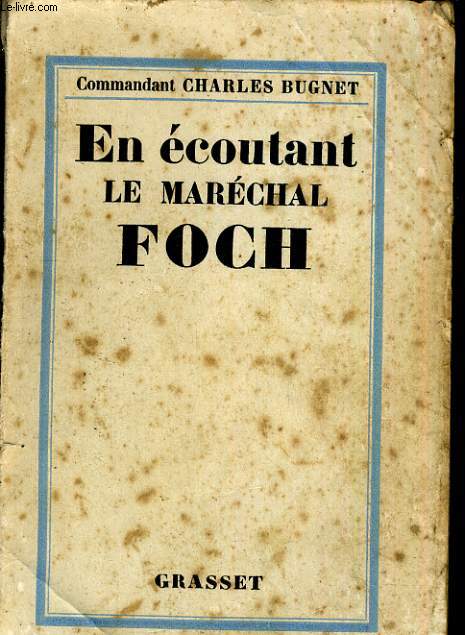 Le-livre.com
Commandant CHARLES BUGNET
En écoutant
LE MARÉCHAL
FOCH
GRASSET